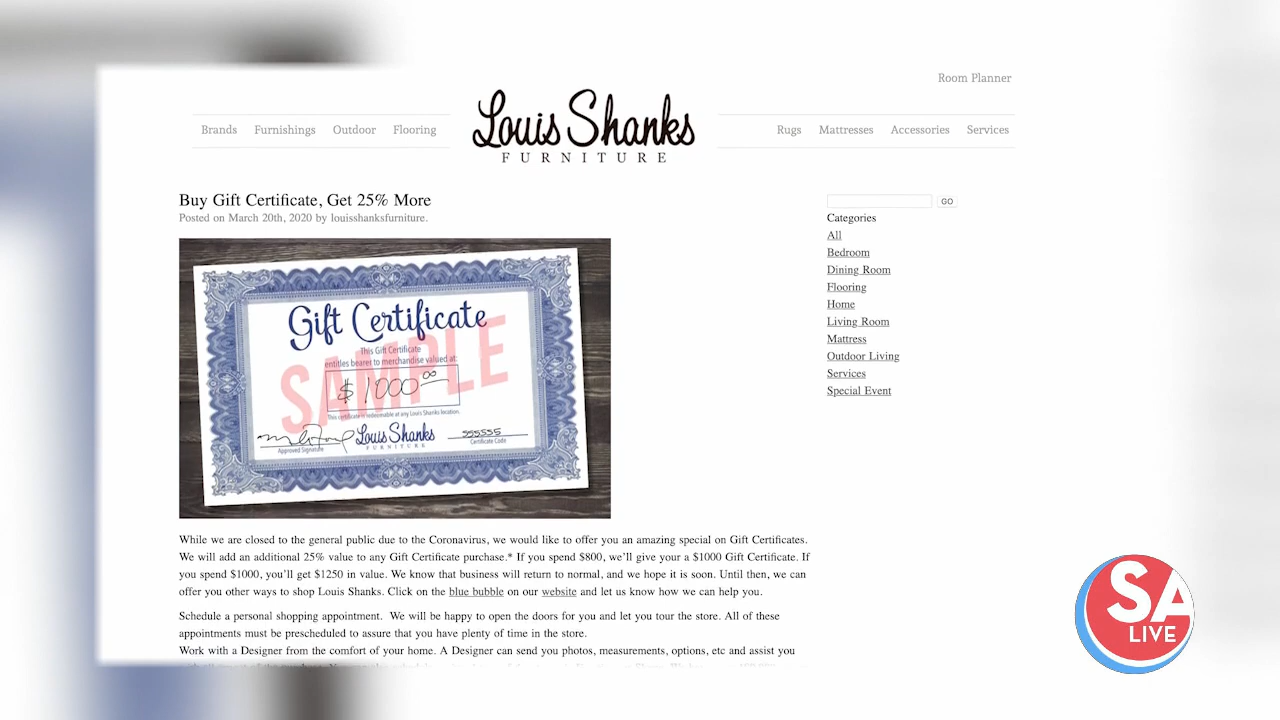 Room Planner
Brands Furnishings Outdoor Flooring
Louis Shanks
FURNITURE
Rugs Mattresses Accessories Services
Buy Gift Certificate, Get 25% More
Posted on March 20th, 2020 by louisshanksfurniture.
GO
Categories
All
Bedroom
Dining Room
Flooring
Home
Living Room
Mattress
Outdoor Living
Services
Special Event
Gift Certificate
This Gift Certificate
entitles bearer to merchandise valued at:
SAMPLE
$1000.00
This certificate is redeemable at any Louis Shanks location.
Louis Shanks
FURNITURE
555555
Approved Signature
Certificate Code
While we are closed to the general public due to the Coronavirus, we would like to offer you an amazing special on Gift Certificates.
We will add an additional 25% value to any Gift Certificate purchase.* If you spend $800, we’ll give your a $1000 Gift Certificate. If
you spend $1000, you’ll get $1250 in value. We know that business will return to normal, and we hope it is soon. Until then, we can
offer you other ways to shop Louis Shanks. Click on the blue bubble on our website and let us know how we can help you.
Schedule a personal shopping appointment. We will be happy to open the doors for you and let you tour the store. All of these
appointments must be prescheduled to assure that you have plenty of time in the store.
Work with a Designer from the comfort of your home. A Designer can send you photos, measurements, options, etc and assist you
SA
LIVE